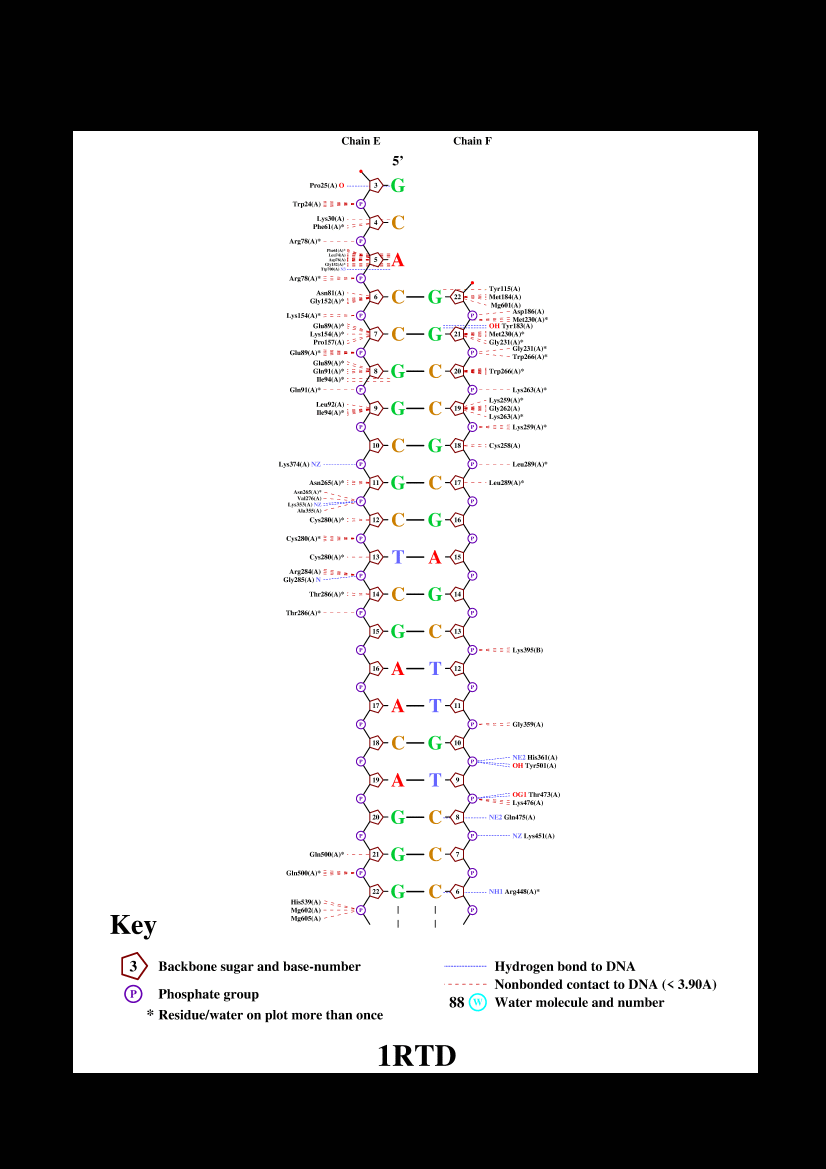 Chain E Chain F
5'
Pro25(A) O 3 G
Trp24(A) P
Lys30(A) 4 C
Phe61(A)*
Arg78(A)* P
5 A
Arg78(A)* P
Asn81(A) 6 C G 22 Tyr115(A)
Gly152(A)* Met184(A)
Mg601(A)
Lys154(A)* P P Asp186(A)
Met230(A)*
Gln89(A)* 7 C G 21 OH Tyr183(A)
Lys154(A)* Met230(A)*
Pro157(A) Gly231(A)*
Glu89(A)* P P Gly231(A)*
Trp266(A)*
Glu89(A)* 8 G C 20 Trp266(A)*
Gln91(A)*
Ile94(A)*
Gln91(A)* P P Lys263(A)*
Leu92(A) 9 G C 19 Lys259(A)*
Ile94(A)* Gly262(A)
Lys263(A)*
P P Lys259(A)*
10 C G 18 Cys258(A)
Lys374(A) NZ P P Leu289(A)*
Asn265(A)* 11 G C 17 Leu289(A)*
Asn265(A)* P P
Val276(A)
Lys353(A) NZ
Ala355(A)
Cys280(A)* 12 C G 16
Cys280(A)* P P
Cys280(A)* 13 T A 15
Arg284(A) P P
Gly285(A) N
Thr286(A)* 14 C G 14
Thr286(A)* P P
15 G C 13
P P Lys395(B)
16 A T 12
P P
17 A T 11
P P Gly359(A)
18 C G 10
P P NE2 His361(A)
OH Tyr501(A)
19 A T 9
P P OG1 Thr473(A)
Lys476(A)
20 G C 8 NE2 Gln475(A)
P P NZ Lys451(A)
Gln500(A)* 21 G C 7
Gln500(A)* P P
22 G C 6 NH1 Arg448(A)*
His539(A) P P
Mg602(A)
Mg605(A)
Key
3 Backbone sugar and base-number
P Phosphate group
* Residue/water on plot more than once
Hydrogen bond to DNA
Nonbonded contact to DNA (< 3.90A)
88 W Water molecule and number
1RTD